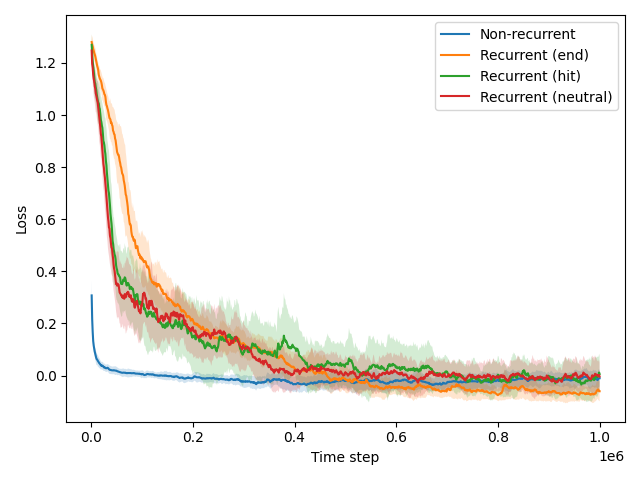 Non-recurrent
Recurrent (end)
Recurrent (hit)
Recurrent (neutral)
Loss
1.2
1.0
0.8
0.6
0.4
0.2
0.0
0.0 0.2 0.4 0.6 0.8 1.0
1e6
Time step